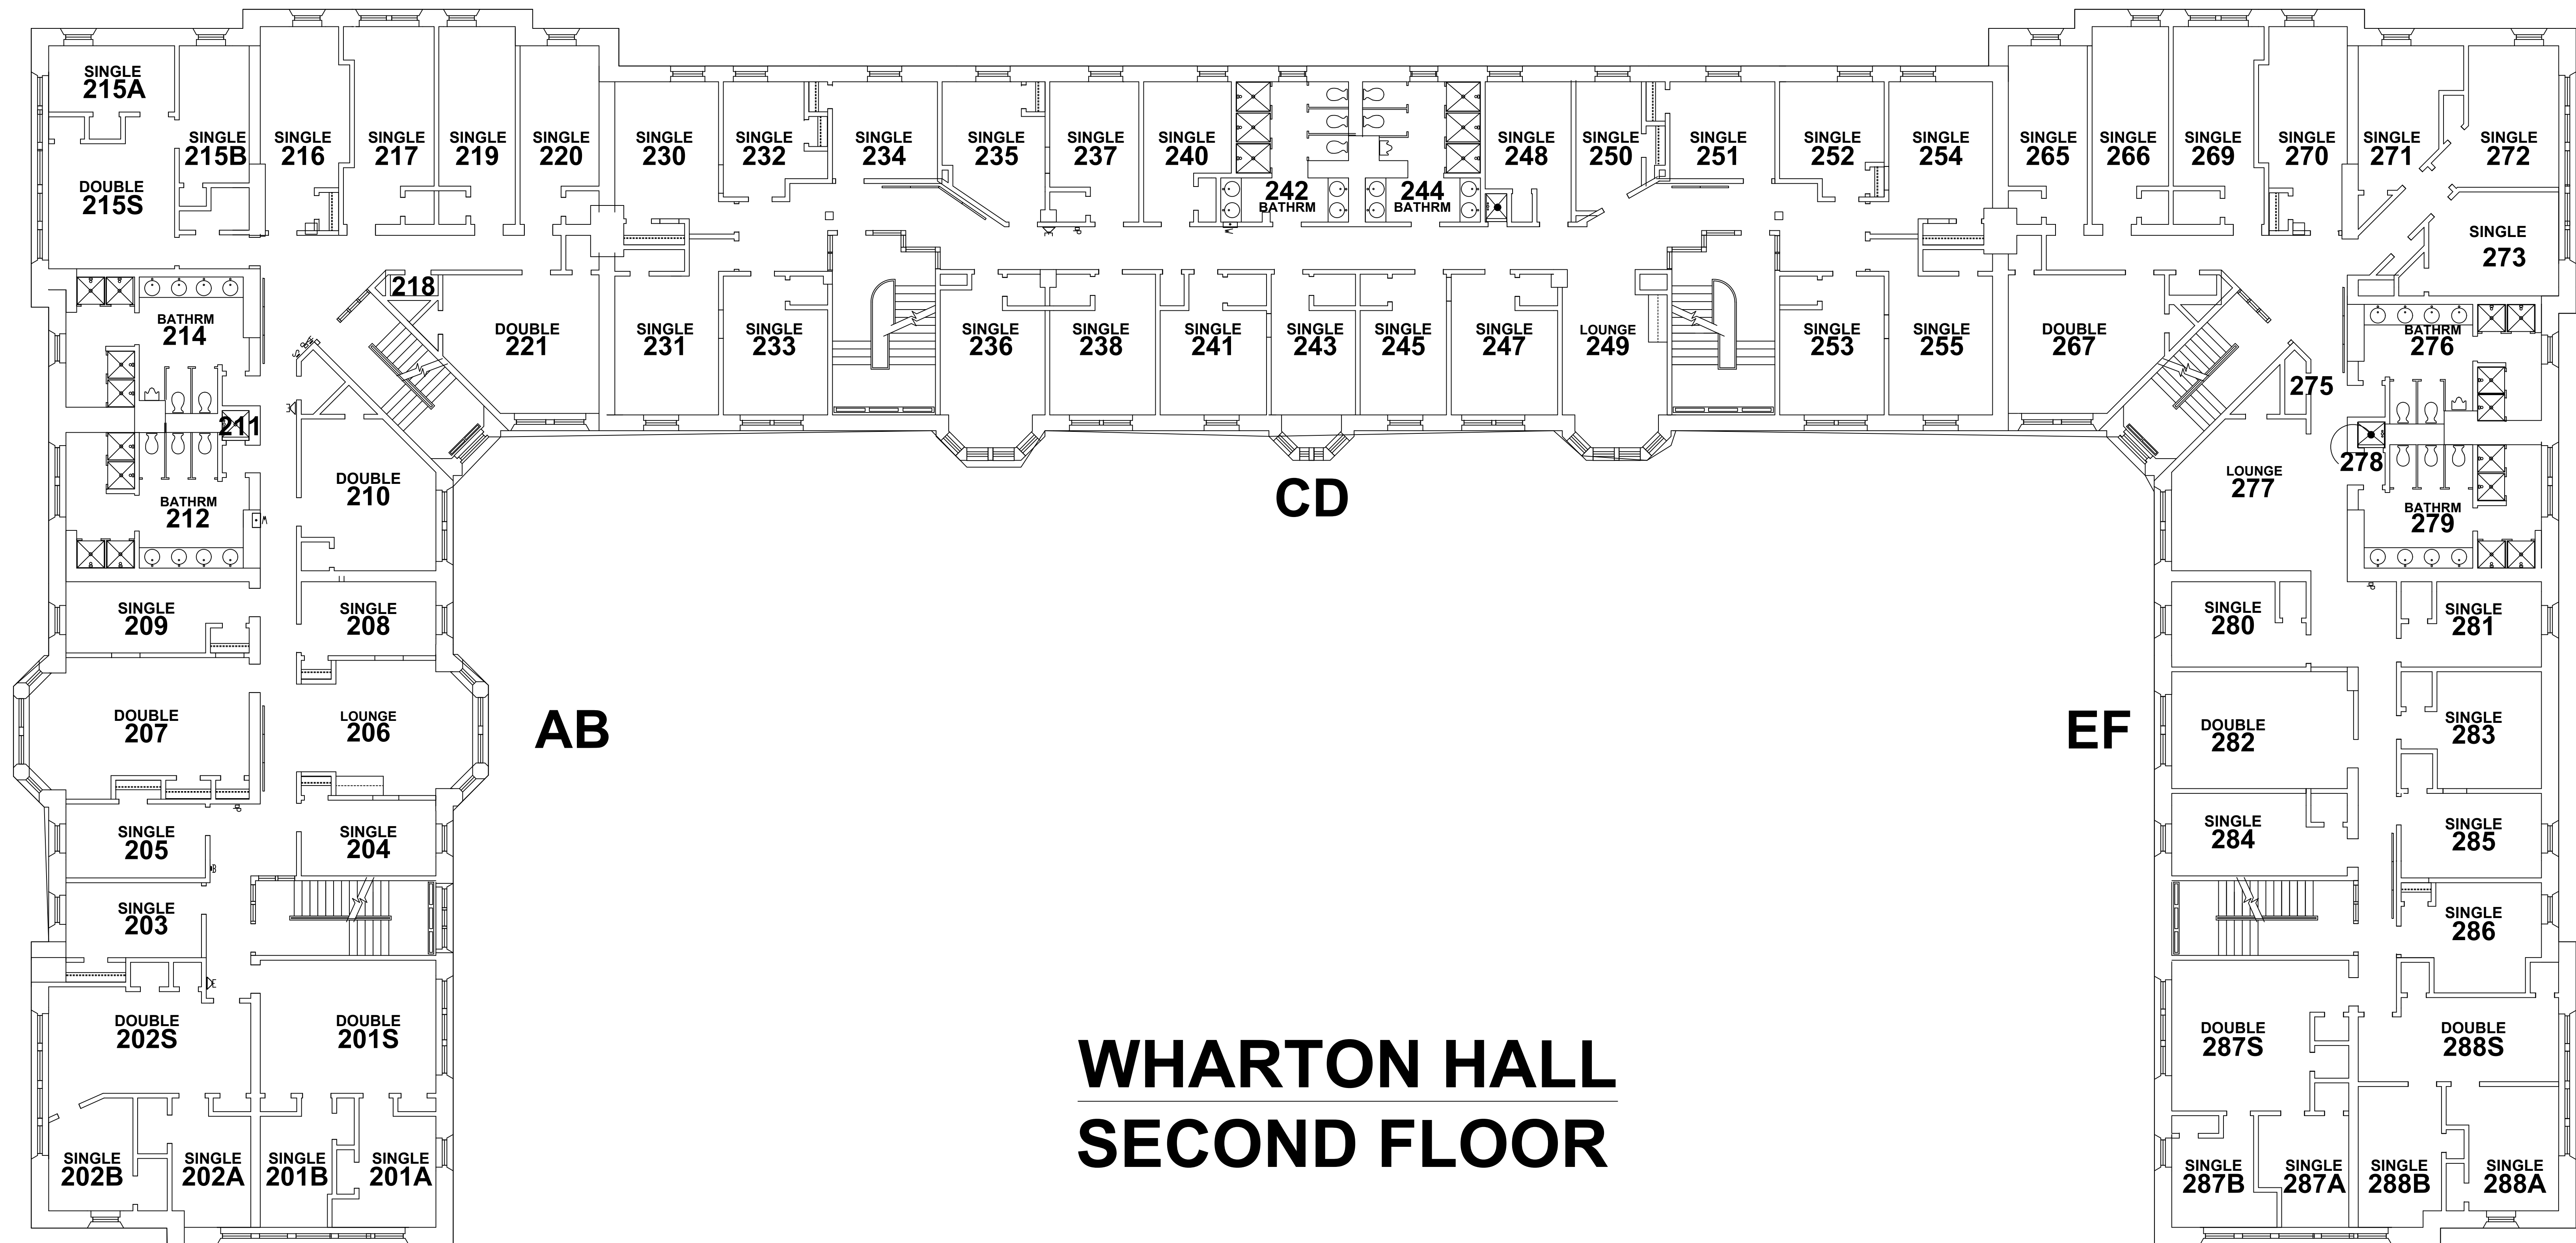 SINGLE
215A
DOUBLE
215S
SINGLE
215B
SINGLE
216
SINGLE
217
SINGLE
219
SINGLE
220
SINGLE
230
SINGLE
232
SINGLE
234
SINGLE
235
SINGLE
237
SINGLE
240
242
BATHRM
244
BATHRM
SINGLE
248
SINGLE
250
SINGLE
251
SINGLE
252
SINGLE
254
SINGLE
265
SINGLE
266
SINGLE
269
SINGLE
270
SINGLE
271
SINGLE
272
SINGLE
273
BATHRM
214
218
DOUBLE
221
SINGLE
231
SINGLE
233
SINGLE
236
SINGLE
238
SINGLE
241
SINGLE
243
SINGLE
245
SINGLE
247
LOUNGE
249
SINGLE
253
SINGLE
255
DOUBLE
267
275
BATHRM
276
211
BATHRM
212
DOUBLE
210
CD
LOUNGE
277
278
BATHRM
279
SINGLE
209
SINGLE
208
SINGLE
280
SINGLE
281
DOUBLE
207
LOUNGE
206
AB
EF
DOUBLE
282
SINGLE
283
SINGLE
205
SINGLE
204
SINGLE
284
SINGLE
285
SINGLE
203
SINGLE
286
DOUBLE
202S
DOUBLE
201S
DOUBLE
287S
DOUBLE
288S
WHARTON HALL
SECOND FLOOR
SINGLE
202B
SINGLE
202A
SINGLE
201B
SINGLE
201A
SINGLE
287B
SINGLE
287A
SINGLE
288B
SINGLE
288A